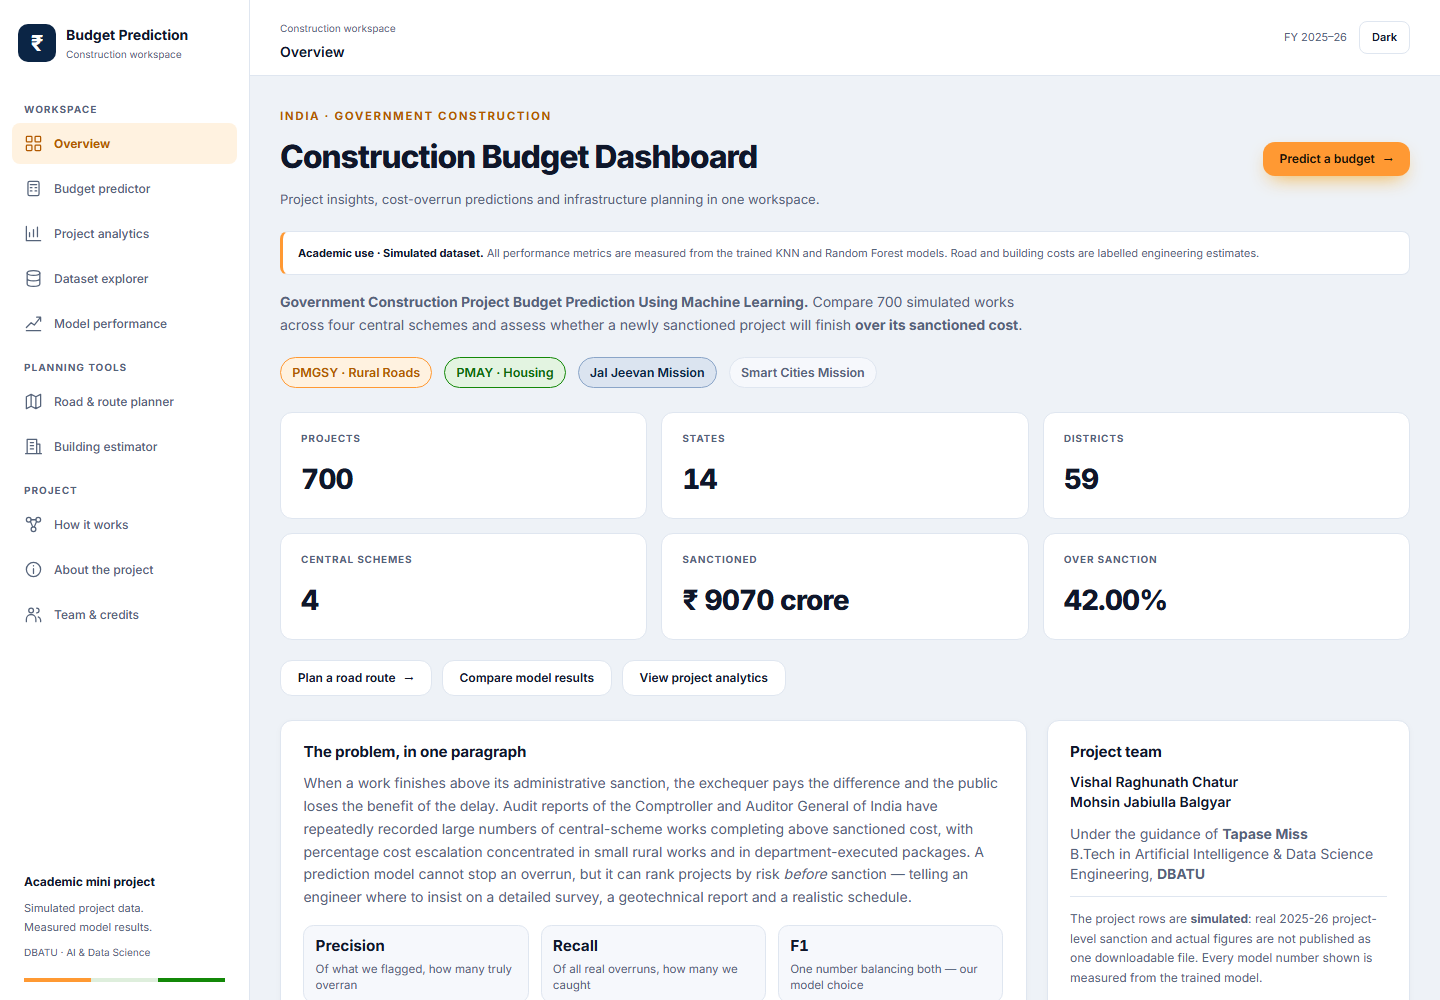 ₹
Budget Prediction
Construction workspace
WORKSPACE
Overview
Budget predictor
Project analytics
Dataset explorer
Model performance
PLANNING TOOLS
Road & route planner
Building estimator
PROJECT
How it works
About the project
Team & credits
Academic mini project
Simulated project data.
Measured model results.
DBATU · AI & Data Science
Construction workspace
Overview
FY 2025–26
Dark
INDIA · GOVERNMENT CONSTRUCTION
Construction Budget Dashboard
Predict a budget →
Project insights, cost-overrun predictions and infrastructure planning in one workspace.
Academic use · Simulated dataset. All performance metrics are measured from the trained KNN and Random Forest models. Road and building costs are labelled engineering estimates.
Government Construction Project Budget Prediction Using Machine Learning. Compare 700 simulated works
across four central schemes and assess whether a newly sanctioned project will finish over its sanctioned cost.
PMGSY · Rural Roads
PMAY · Housing
Jal Jeevan Mission
Smart Cities Mission
PROJECTS
700
STATES
14
DISTRICTS
59
CENTRAL SCHEMES
4
SANCTIONED
₹ 9070 crore
OVER SANCTION
42.00%
Plan a road route →
Compare model results
View project analytics
The problem, in one paragraph
When a work finishes above its administrative sanction, the exchequer pays the difference and the public
loses the benefit of the delay. Audit reports of the Comptroller and Auditor General of India have
repeatedly recorded large numbers of central-scheme works completing above sanctioned cost, with
percentage cost escalation concentrated in small rural works and in department-executed packages. A
prediction model cannot stop an overrun, but it can rank projects by risk before sanction — telling an
engineer where to insist on a detailed survey, a geotechnical report and a realistic schedule.
Precision
Of what we flagged, how many truly
overran
Recall
Of all real overruns, how many we
caught
F1
One number balancing both — our
model choice
Project team
Vishal Raghunath Chatur
Mohsin Jabiulla Balgyar
Under the guidance of Tapase Miss
B.Tech in Artificial Intelligence & Data Science
Engineering, DBATU
The project rows are simulated: real 2025-26 project-
level sanction and actual figures are not published as
one downloadable file. Every model number shown is
measured from the trained model.